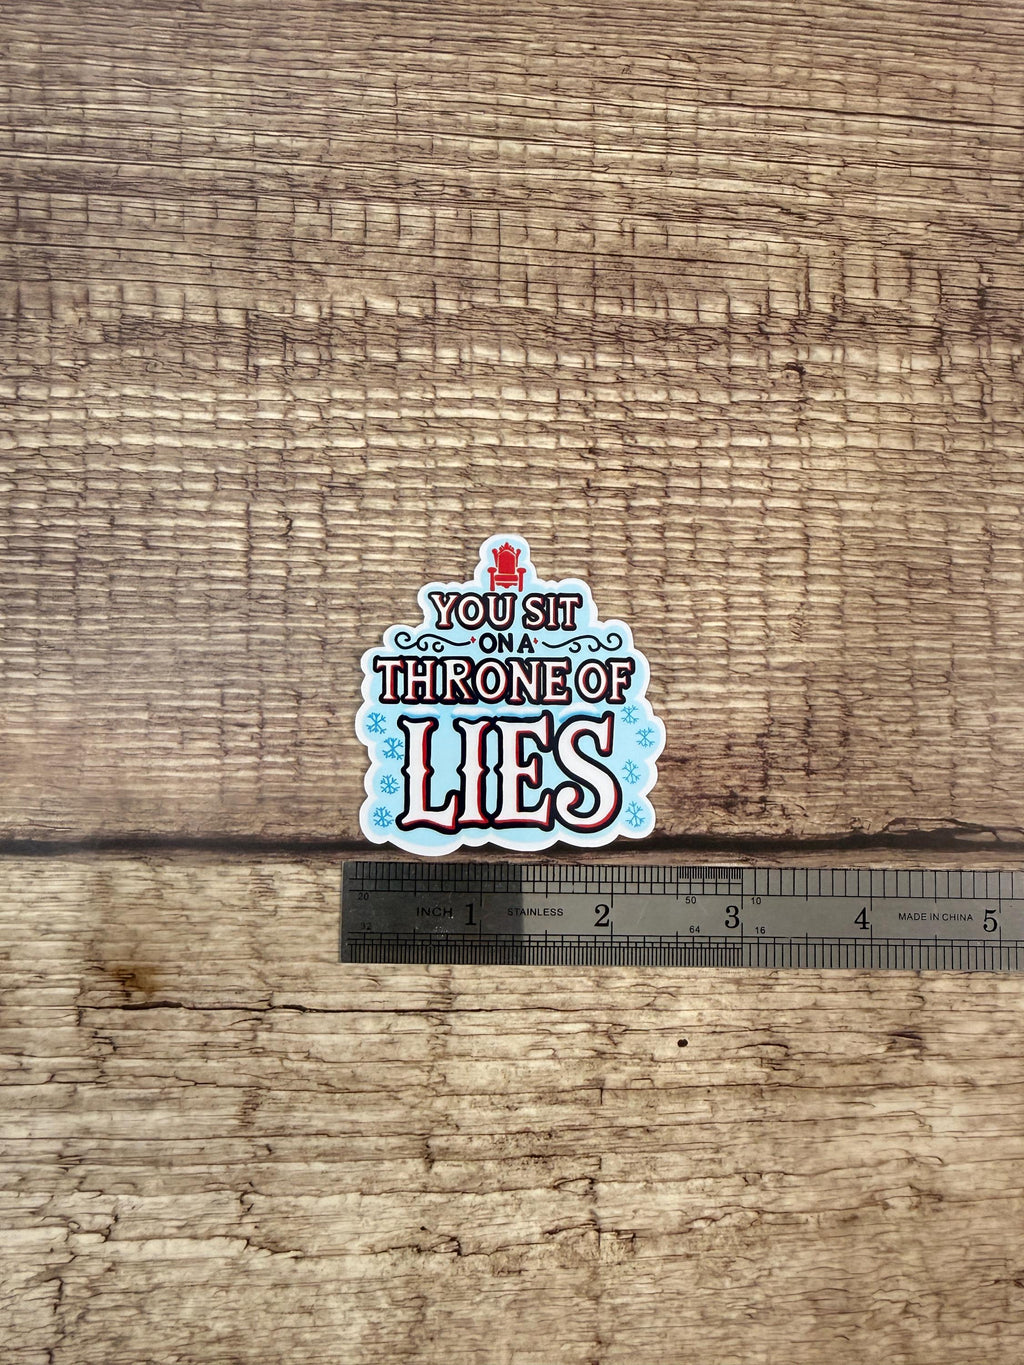 YOU SIT
ON A
THRONE OF
LIES
20 50 10
INCH 1 STAINLESS 2 3 4 MADE IN CHINA 5
32 64 16